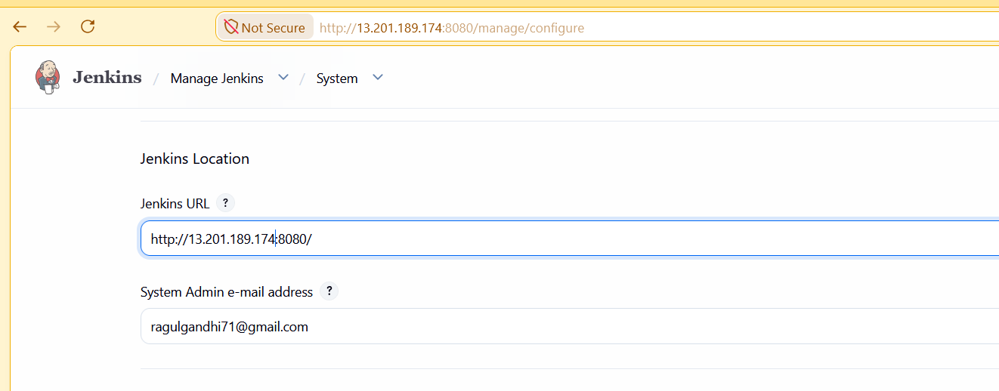 Not Secure http://13.201.189.174:8080/manage/configure
Jenkins / Manage Jenkins / System
Jenkins Location
Jenkins URL ?
http://13.201.189.174:8080/
System Admin e-mail address ?
ragulgandhi71@gmail.com